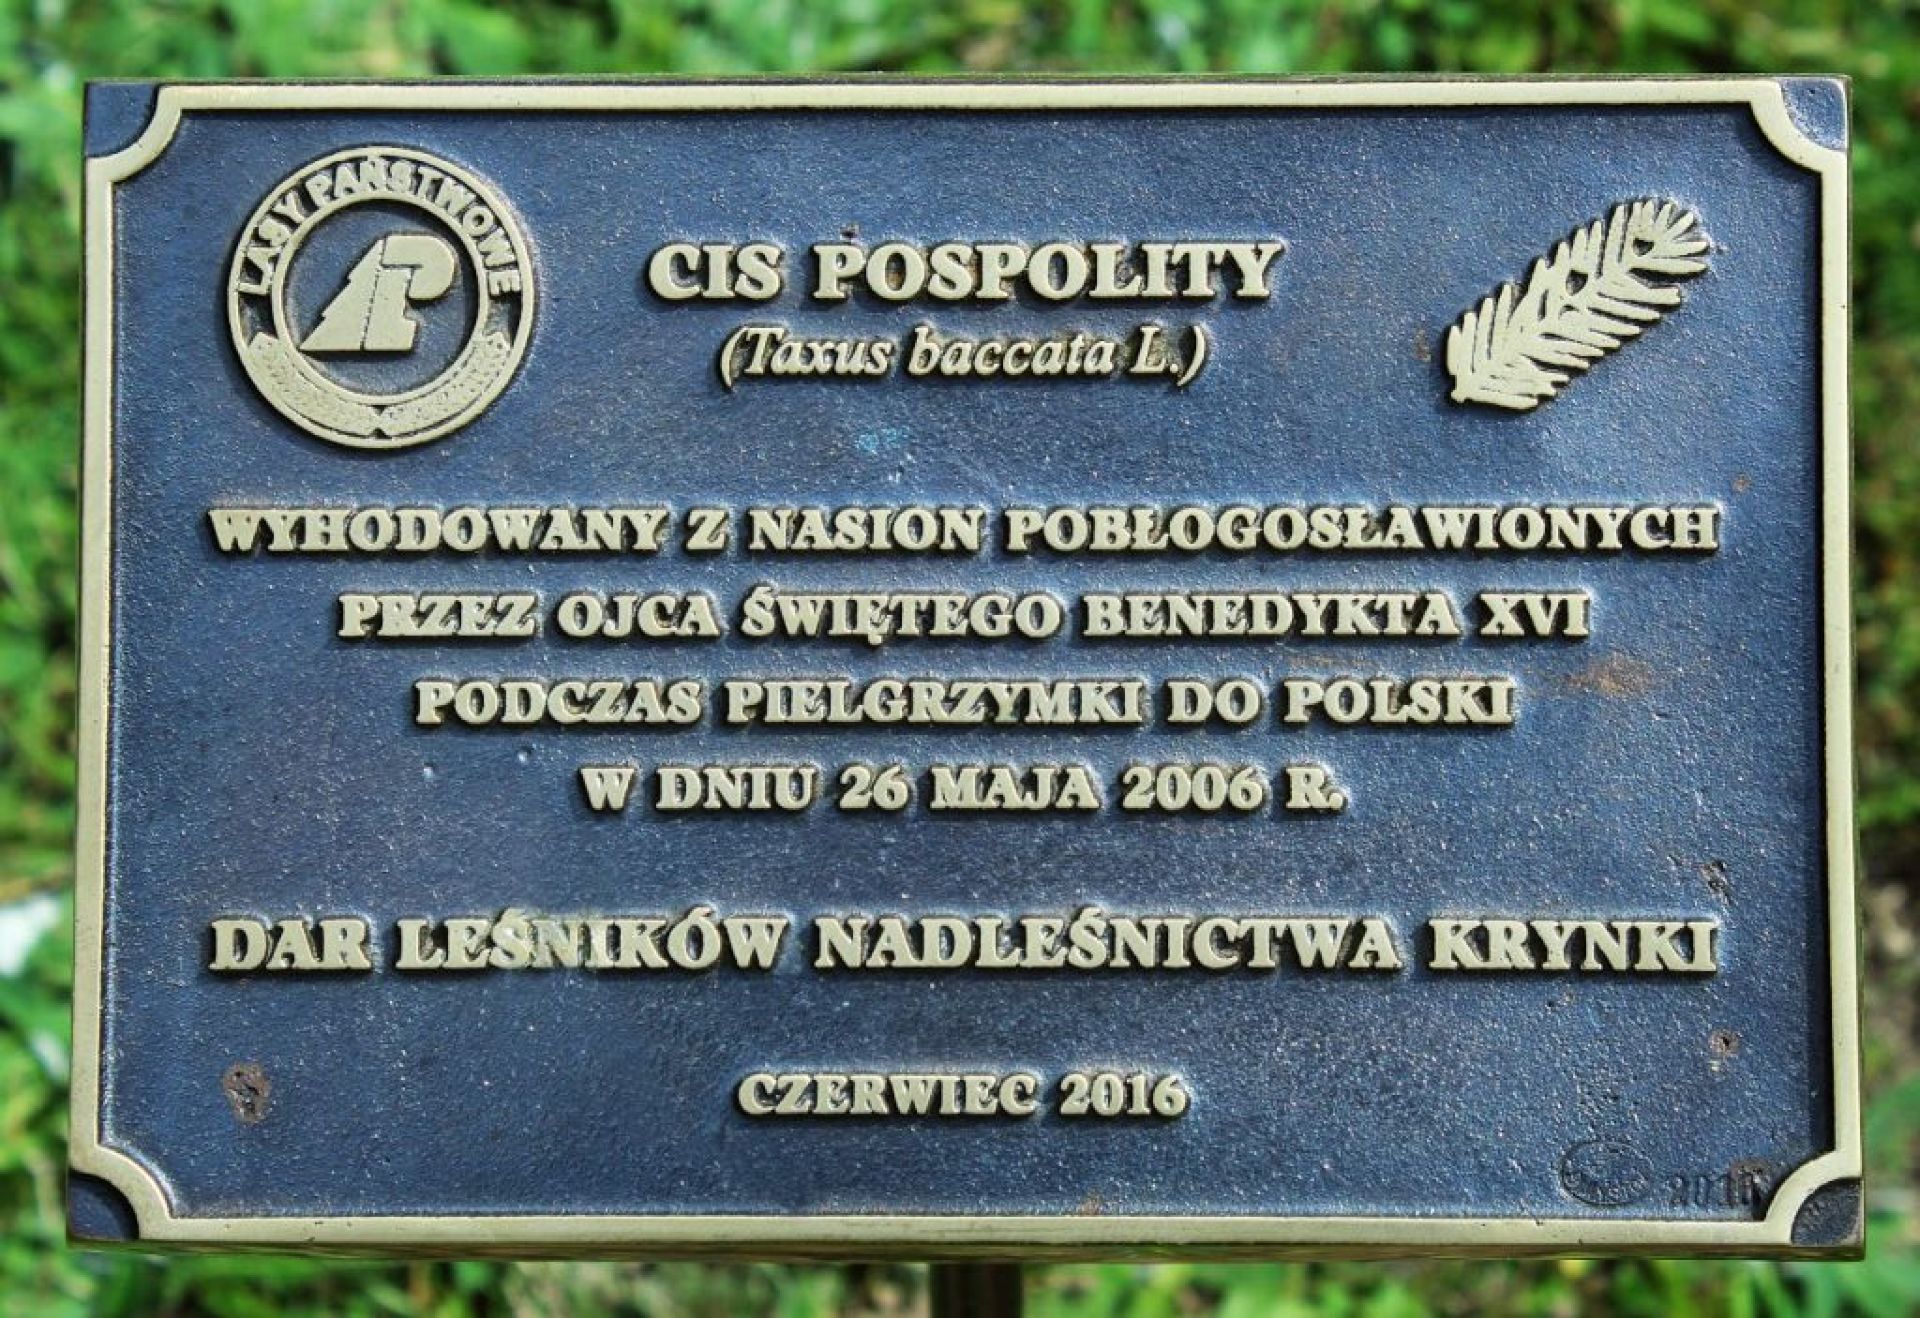 LASY PAŃSTWOWE
CIS POSPOLITY
(Taxus baccata L.)
WYHODOWANY Z NASION POBŁOGOSŁAWIONYCH
PRZEZ OJCA ŚWIĘTEGO BENEDYKTA XVI
PODCZAS PIELGRZYMKI DO POLSKI
W DNIU 26 MAJA 2006 R.
DAR LEŚNIKÓW NADLEŚNICTWA KRYNKI
CZERWIEC 2016